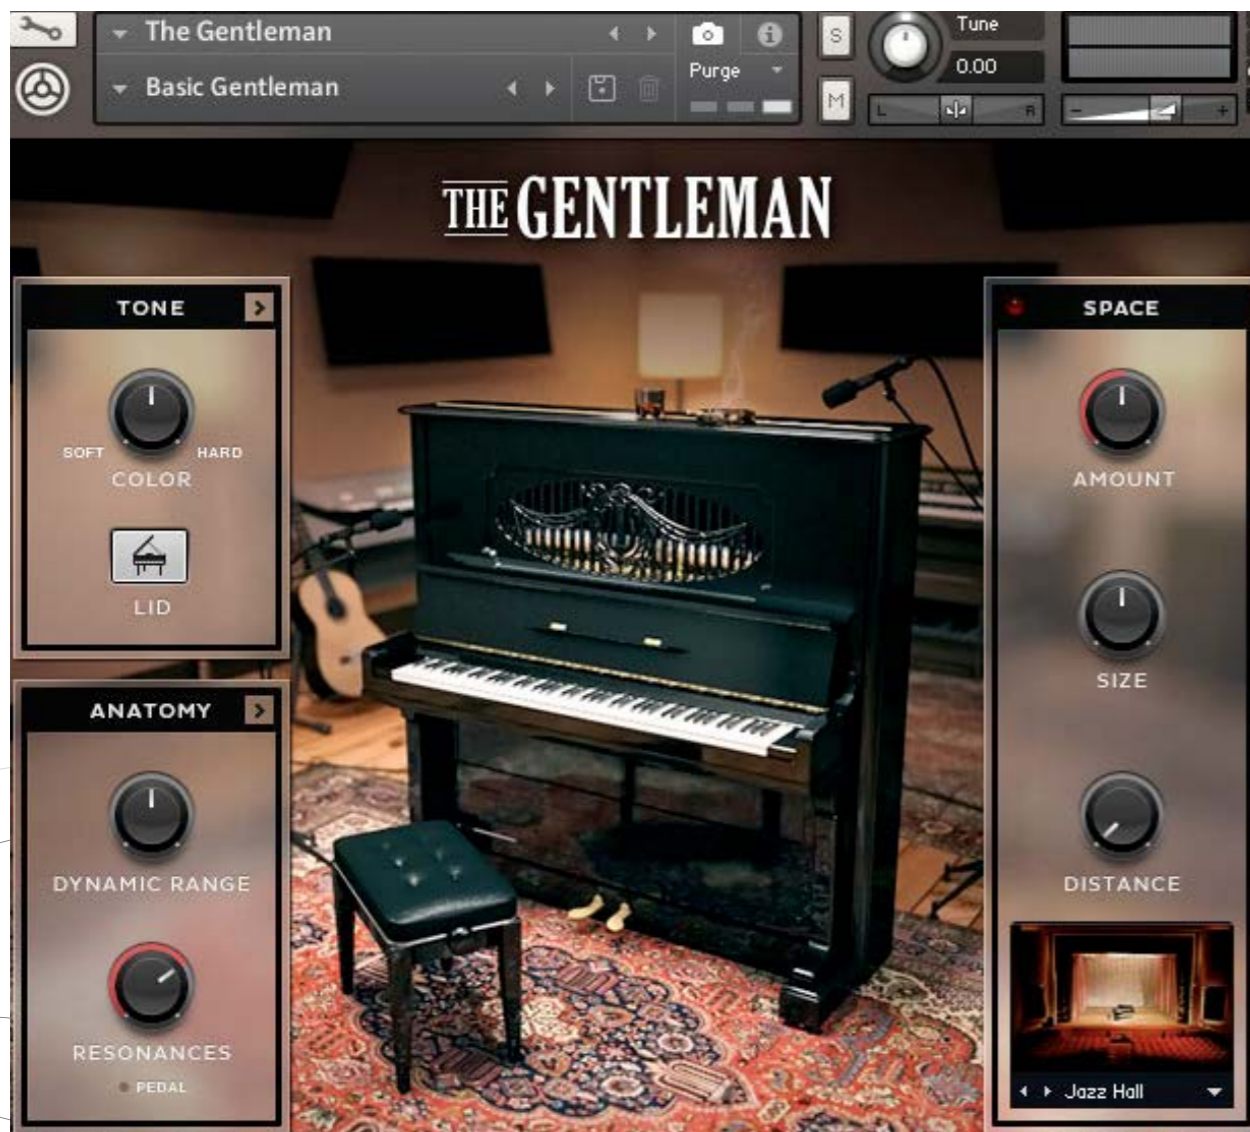 The Gentleman
Basic Gentleman
Purge
S
M
Tune
0.00
L
R
THE GENTLEMAN
TONE
SOFT
HARD
COLOR
LID
ANATOMY
DYNAMIC RANGE
RESONANCES
PEDAL
SPACE
AMOUNT
SIZE
DISTANCE
Jazz Hall